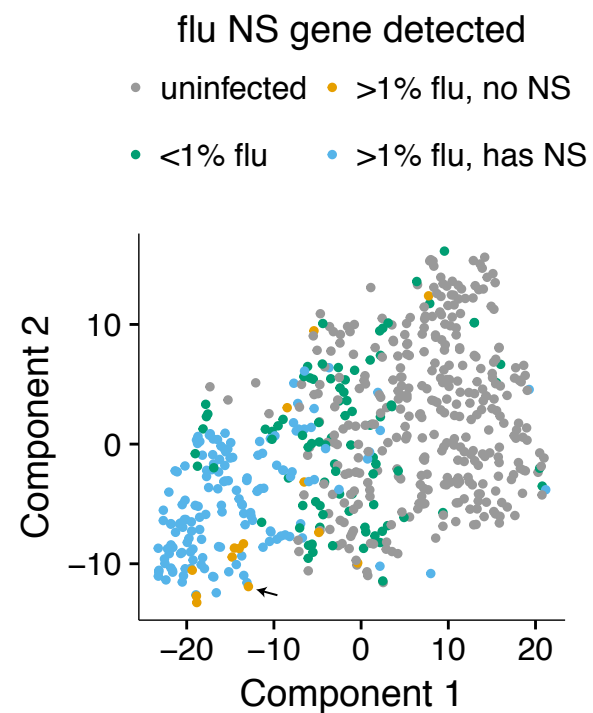 flu NS gene detected
uninfected >1% flu, no NS
<1% flu >1% flu, has NS
Component 2
10
0
−10
−20 −10 0 10 20
Component 1